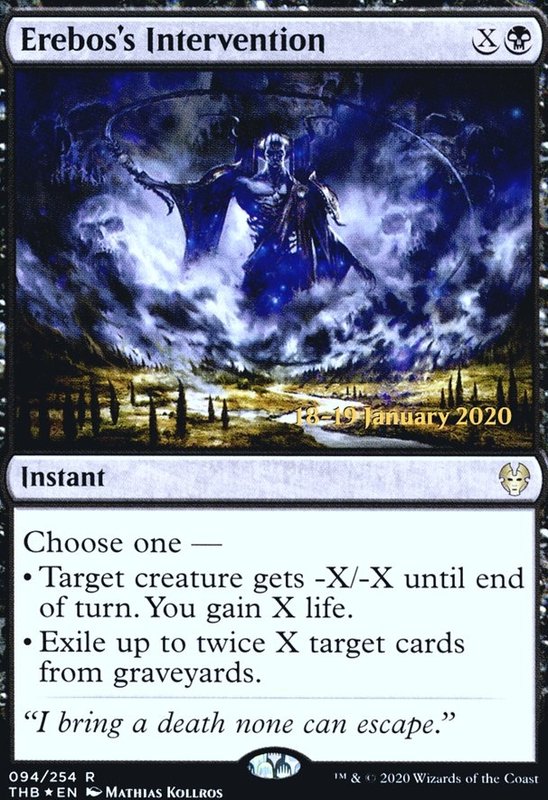 Erebos's Intervention X
18–19 January 2020
Instant
Choose one —
• Target creature gets -X/-X until end
of turn. You gain X life.
• Exile up to twice X target cards
from graveyards.
“I bring a death none can escape.”
094/254 R
THB ★ EN Mathias Kollros
™ & © 2020 Wizards of the Coast